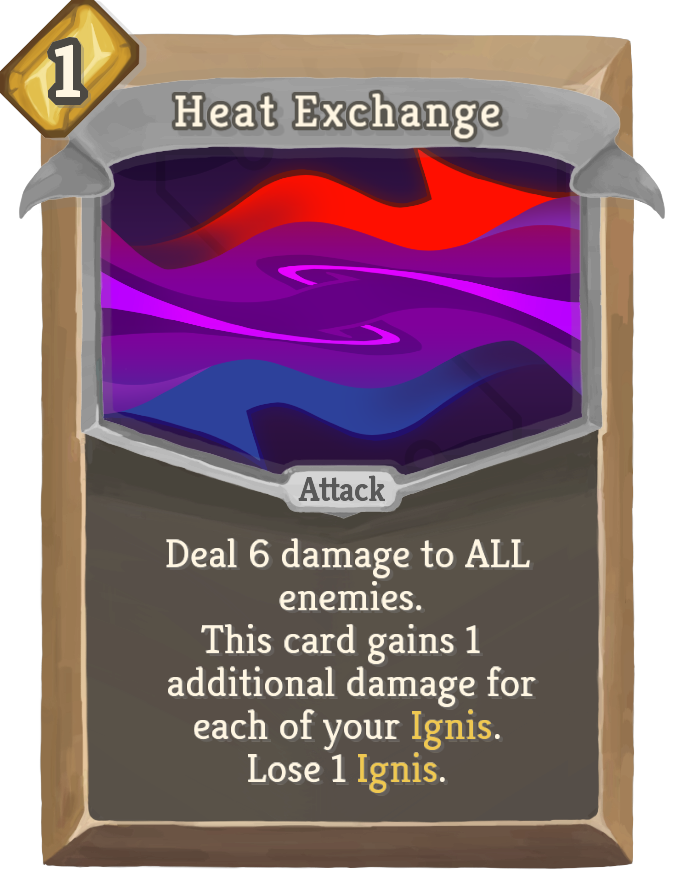 1
Heat Exchange
Attack
Deal 6 damage to ALL
enemies.
This card gains 1
additional damage for
each of your Ignis.
Lose 1 Ignis.